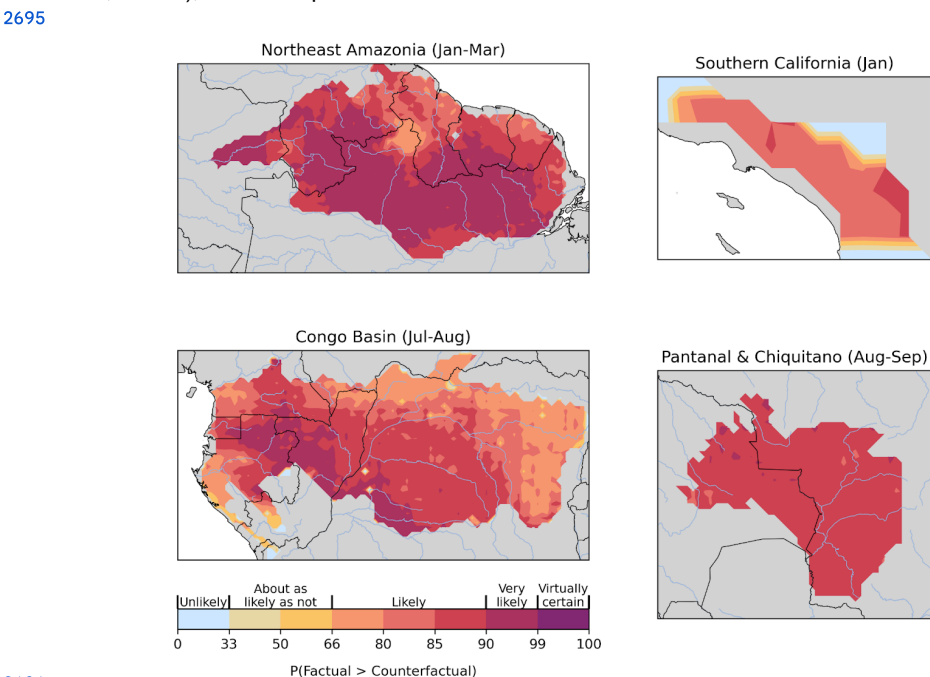 2695
Northeast Amazonia (Jan-Mar)
Southern California (Jan)
Congo Basin (Jul-Aug)
Pantanal & Chiquitano (Aug-Sep)
Unlikely
About as
likely as not
Likely
Very
likely
Virtually
certain
0 33 50 66 80 85 90 99 100
P(Factual > Counterfactual)